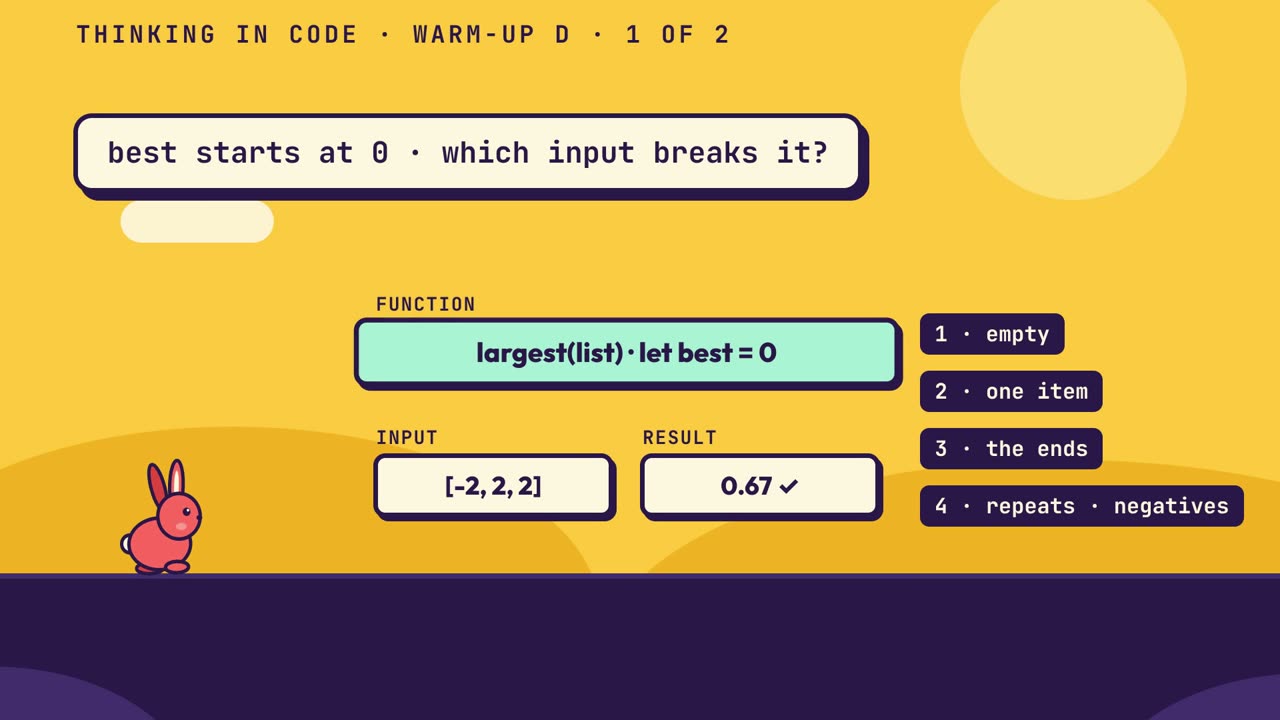 THINKING IN CODE · WARM-UP D · 1 OF 2
best starts at 0 · which input breaks it?
FUNCTION
largest(list) · let best = 0
INPUT
[-2, 2, 2]
RESULT
0.67 ✓
1 · empty
2 · one item
3 · the ends
4 · repeats · negatives